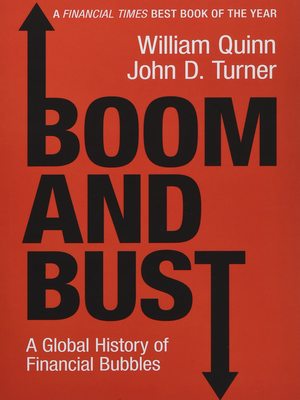 A FINANCIAL TIMES BEST BOOK OF THE YEAR
William Quinn
John D. Turner
BOOM
AND
BUST
A Global History of
Financial Bubbles